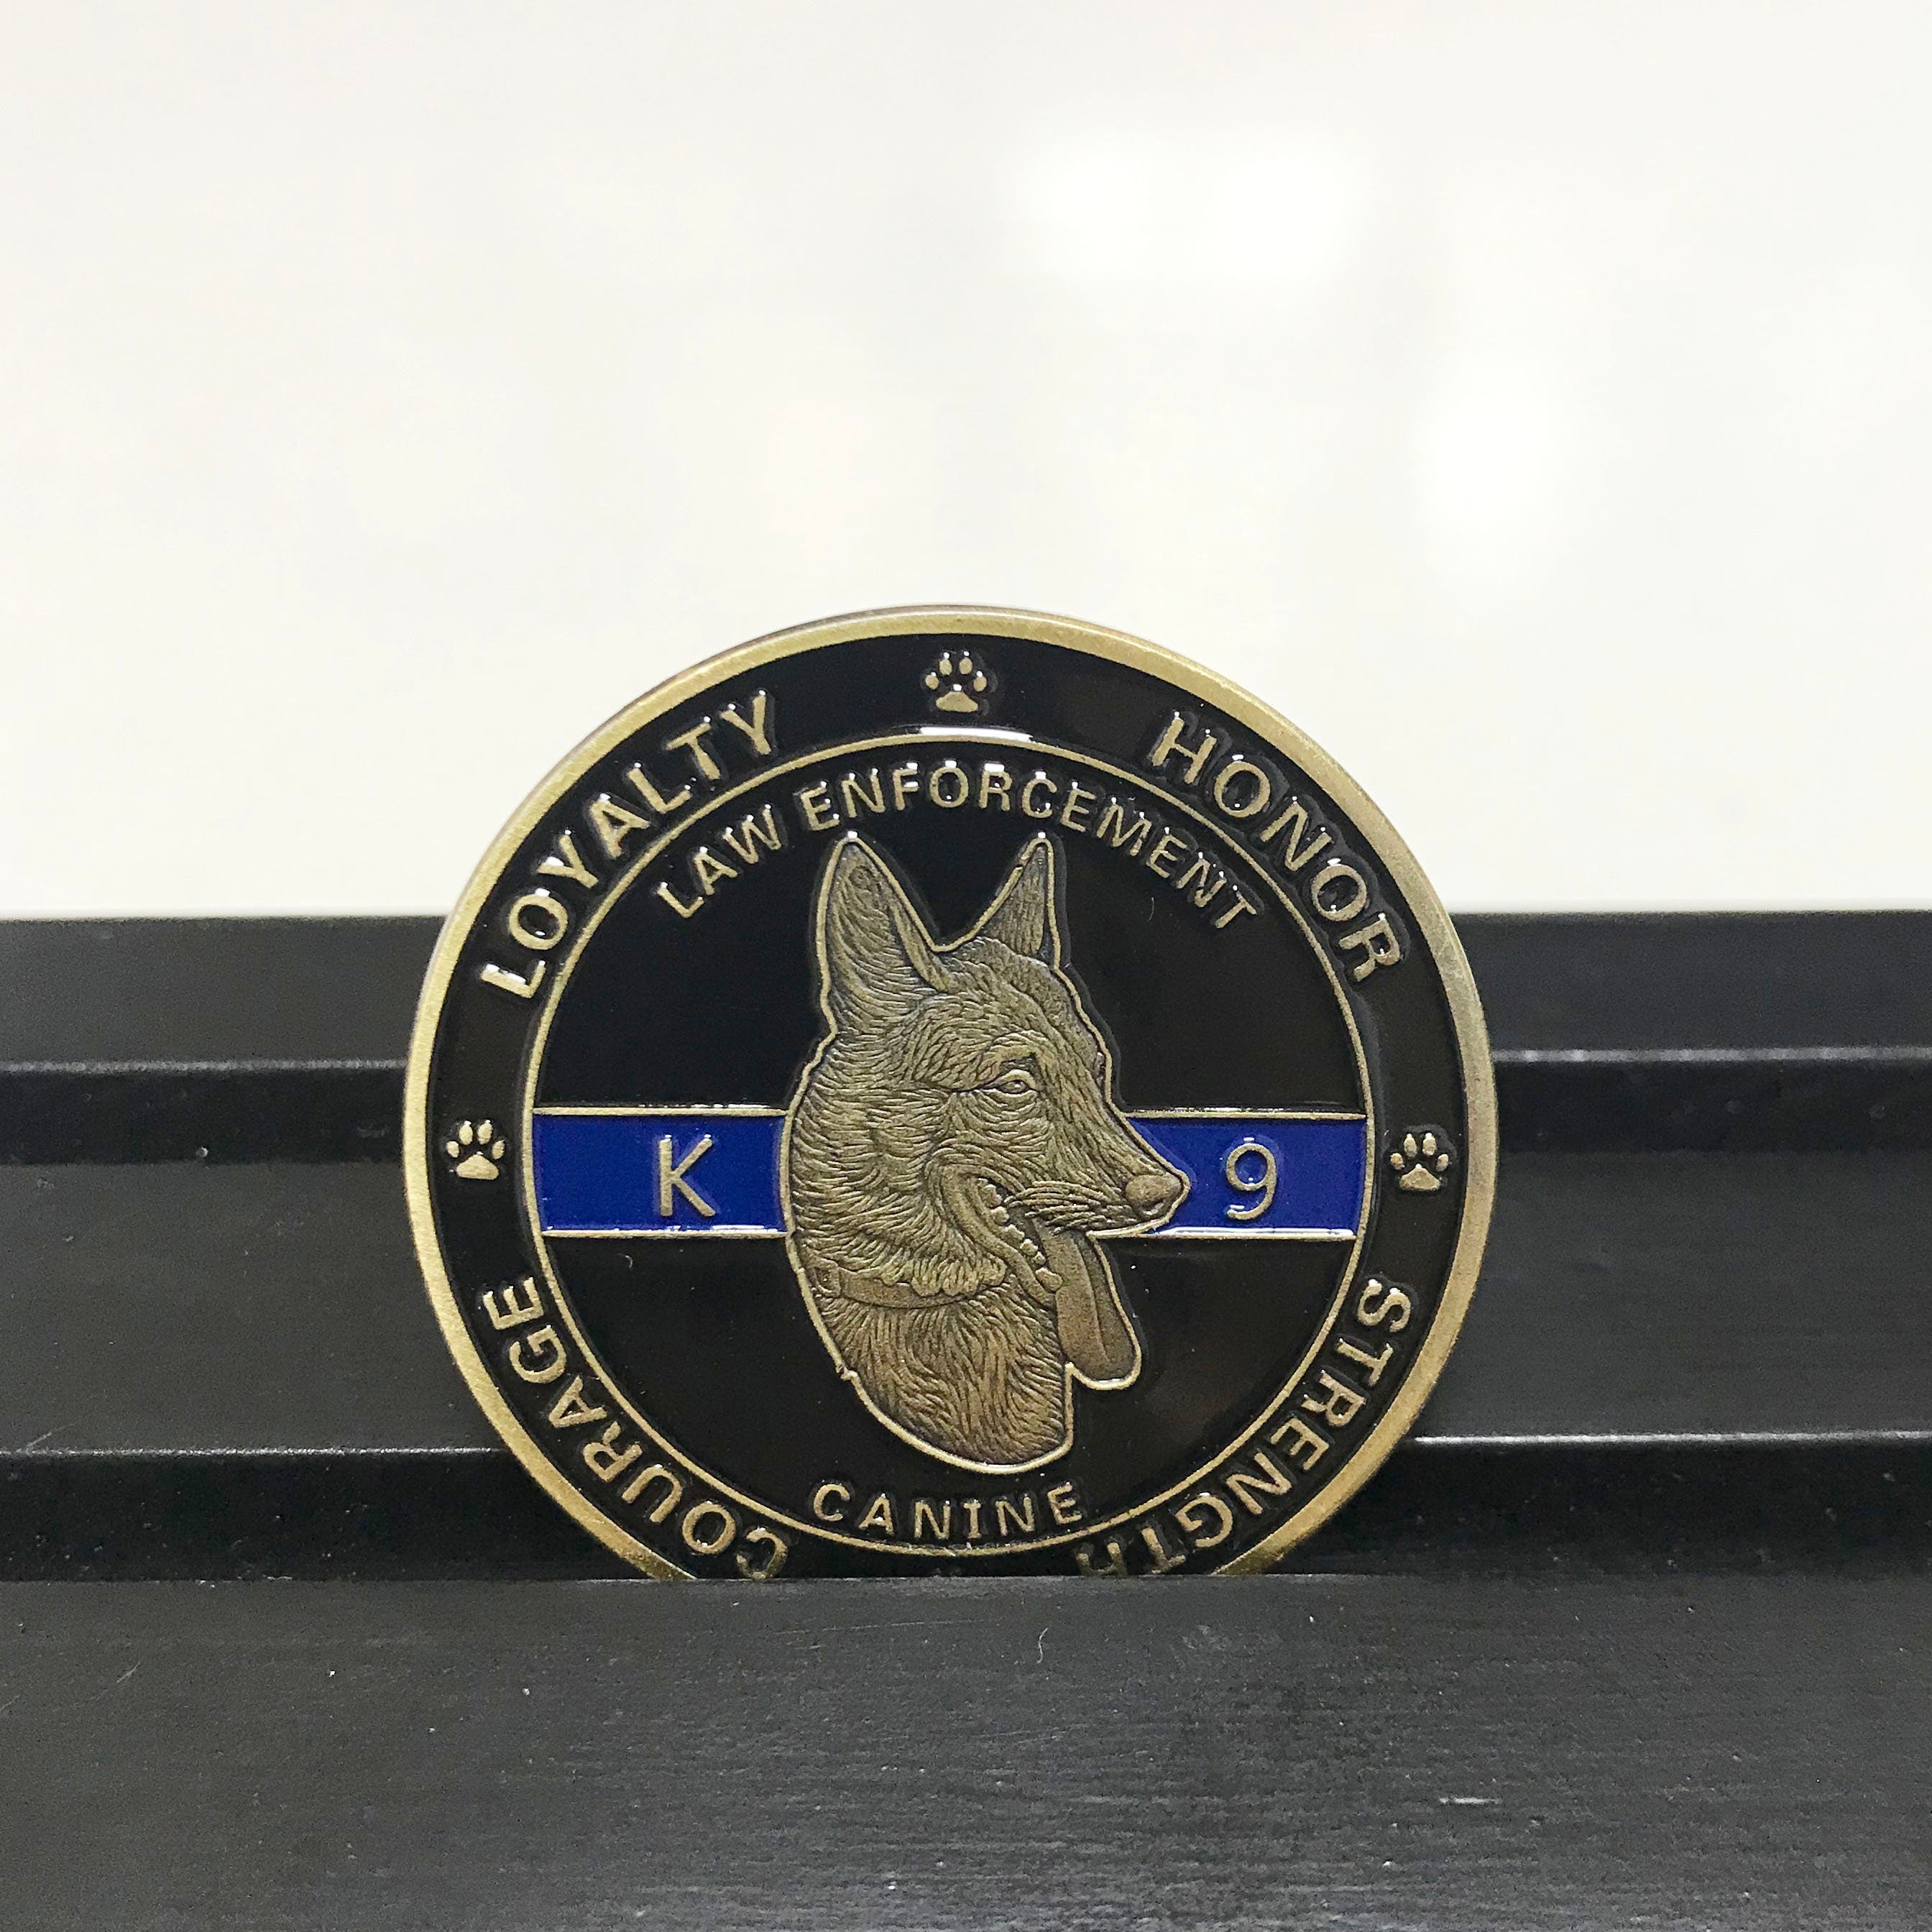 LOYALTY
HONOR
LAW ENFORCEMENT
K 9
CANINE
COURAGE
STRENGTH